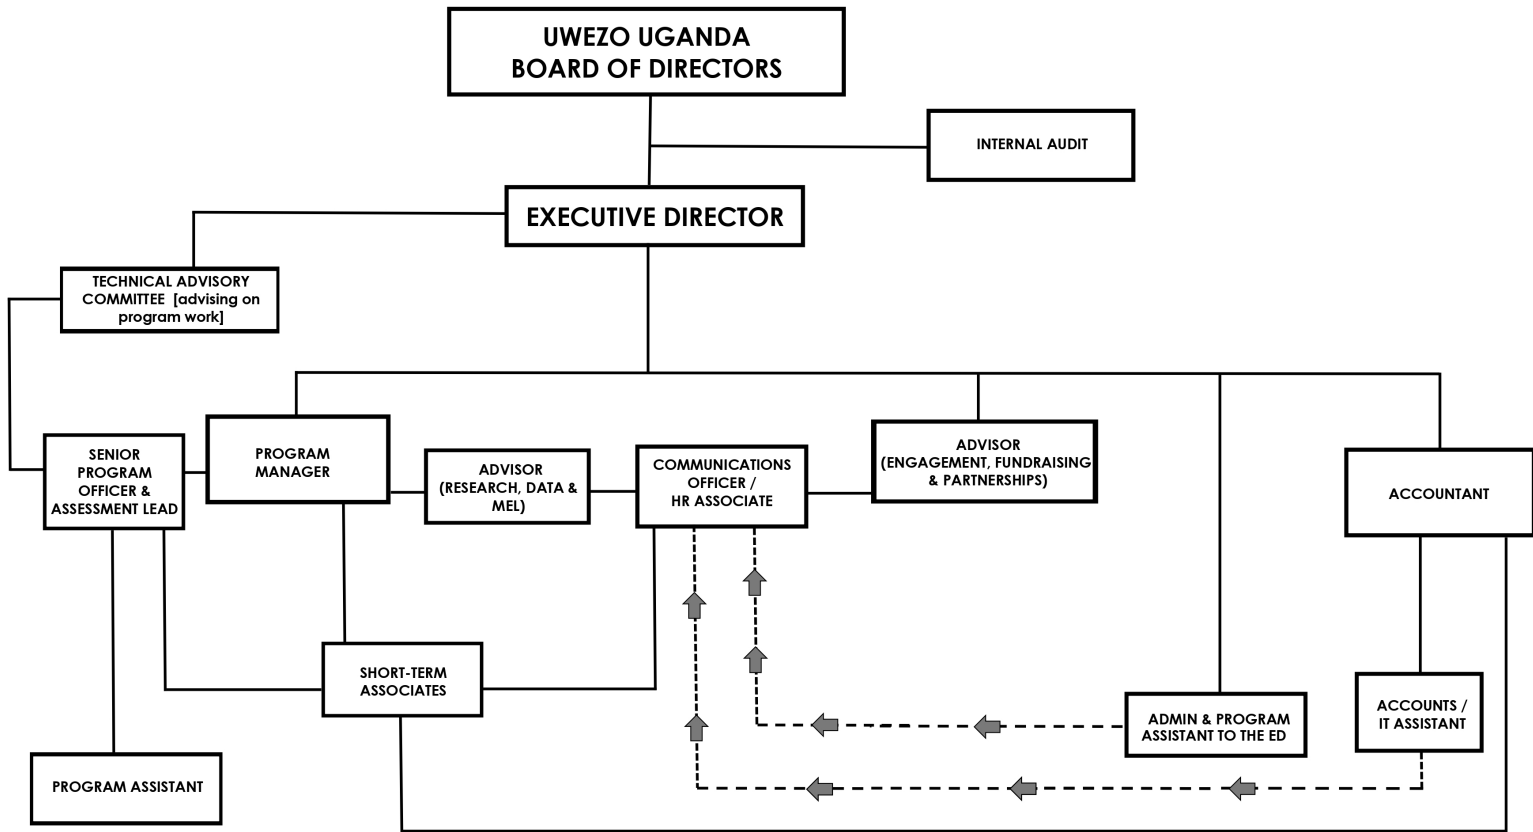 UWEZO UGANDA
BOARD OF DIRECTORS
INTERNAL AUDIT
EXECUTIVE DIRECTOR
TECHNICAL ADVISORY
COMMITTEE [advising on
program work]
SENIOR
PROGRAM
OFFICER &
ASSESSMENT LEAD
PROGRAM
MANAGER
ADVISOR
(RESEARCH, DATA &
MEL)
COMMUNICATIONS
OFFICER /
HR ASSOCIATE
ADVISOR
(ENGAGEMENT, FUNDRAISING
& PARTNERSHIPS)
ACCOUNTANT
SHORT-TERM
ASSOCIATES
ADMIN & PROGRAM
ASSISTANT TO THE ED
ACCOUNTS /
IT ASSISTANT
PROGRAM ASSISTANT